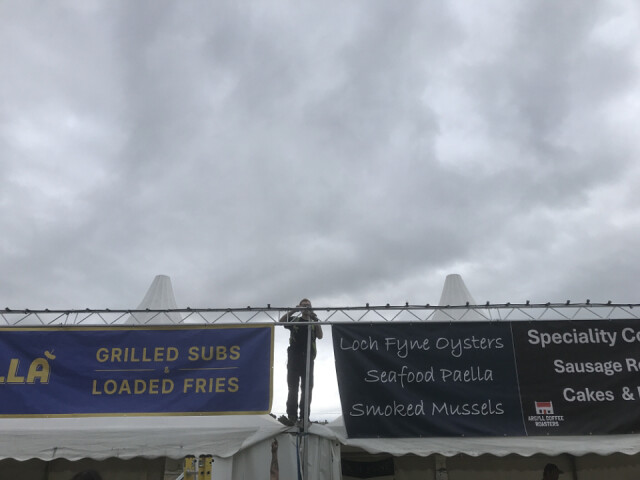 LLA
GRILLED SUBS
&
LOADED FRIES
Loch Fyne Oysters
Seafood Paella
Smoked Mussels
Speciality Co
Sausage Ro
Cakes &
ARGYLL COFFEE
ROASTERS